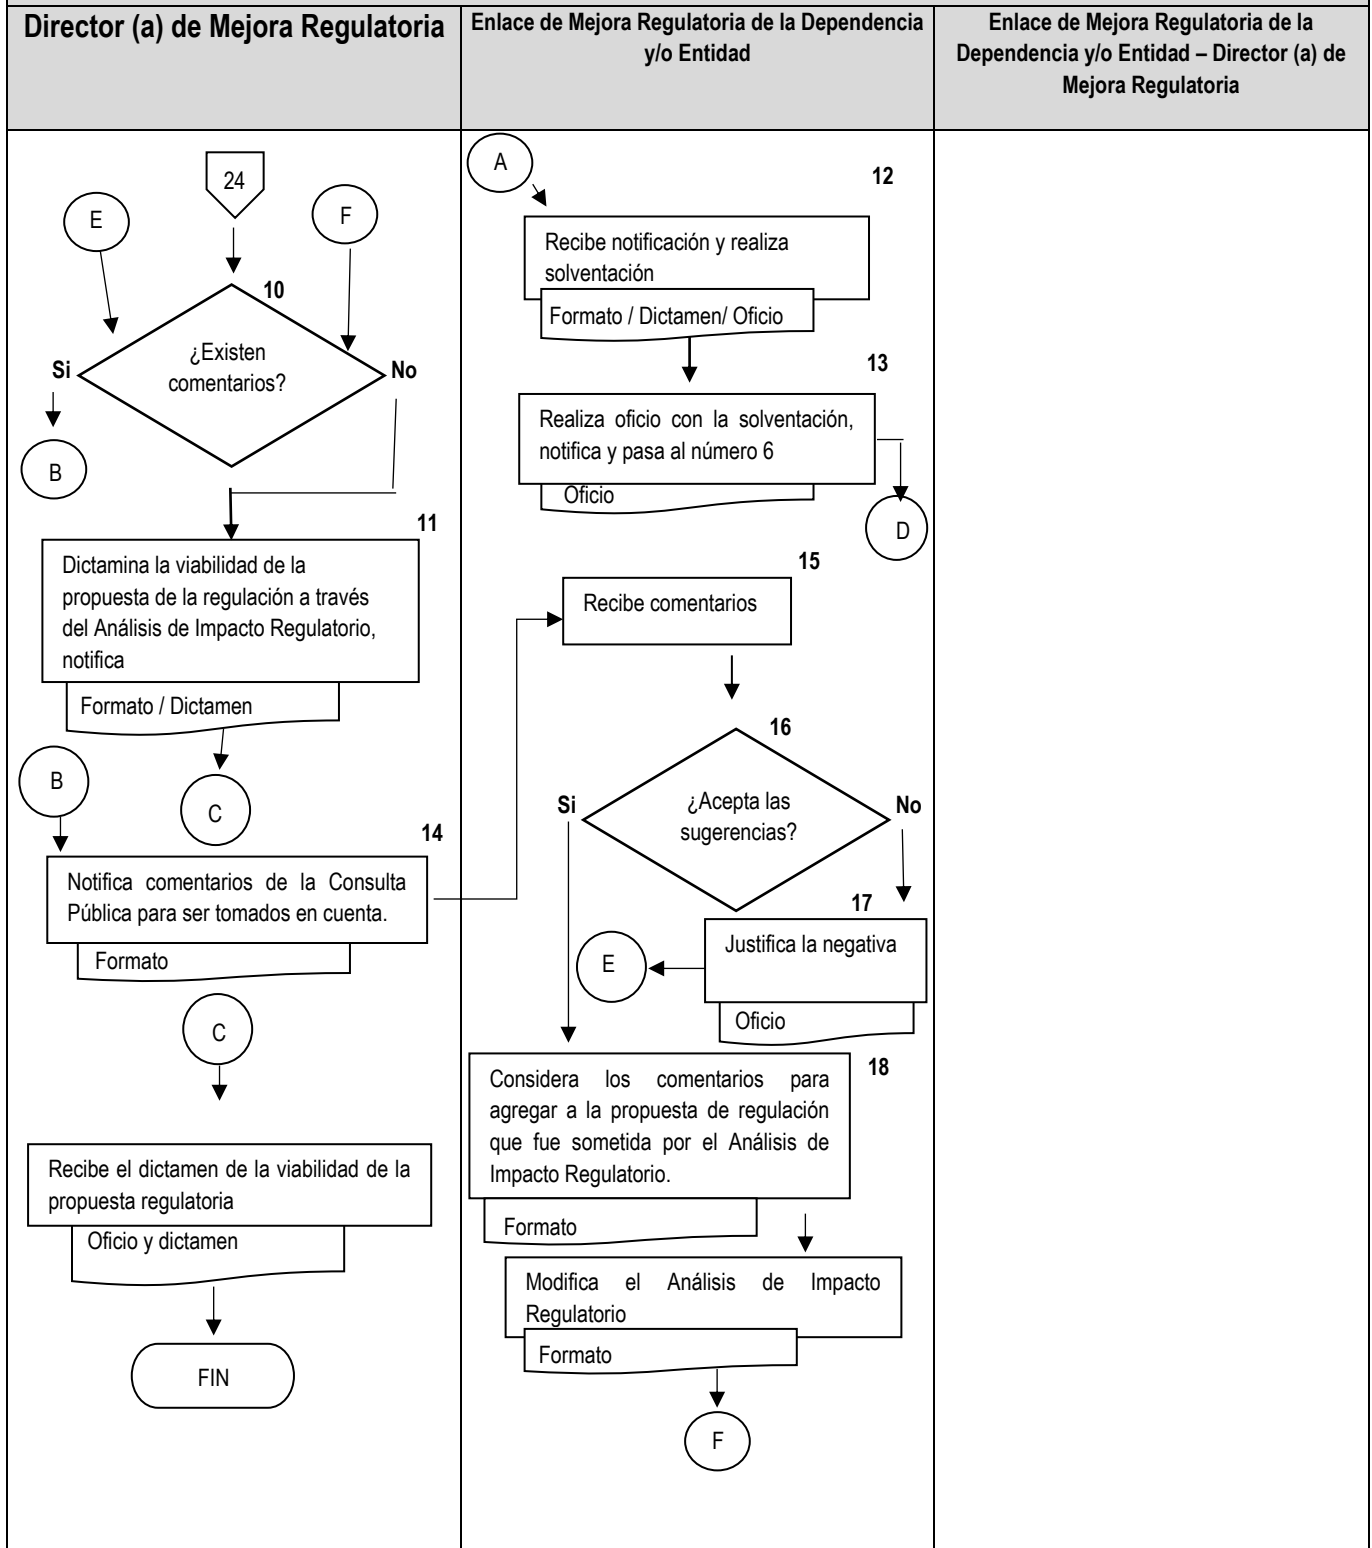 Director (a) de Mejora Regulatoria
Enlace de Mejora Regulatoria de la Dependencia
y/o Entidad
Enlace de Mejora Regulatoria de la
Dependencia y/o Entidad – Director (a) de
Mejora Regulatoria
24
E
F
10
¿Existen
comentarios?
Si
No
B
11
Dictamina la viabilidad de la
propuesta de la regulación a través
del Análisis de Impacto Regulatorio,
notifica
Formato / Dictamen
B
C
14
Notifica comentarios de la Consulta
Pública para ser tomados en cuenta.
Formato
C
Recibe el dictamen de la viabilidad de la
propuesta regulatoria
Oficio y dictamen
FIN
A
12
Recibe notificación y realiza
solventación
Formato / Dictamen/ Oficio
13
Realiza oficio con la solventación,
notifica y pasa al número 6
Oficio
D
15
Recibe comentarios
16
¿Acepta las
sugerencias?
Si
No
17
Justifica la negativa
E
Oficio
18
Considera los comentarios para
agregar a la propuesta de regulación
que fue sometida por el Análisis de
Impacto Regulatorio.
Formato
Modifica el Análisis de Impacto
Regulatorio
Formato
F